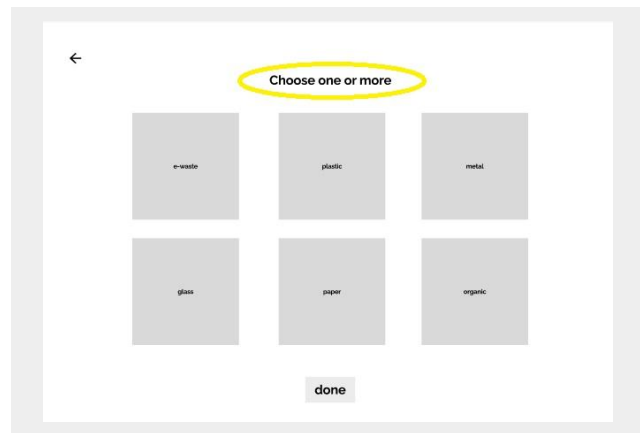 Choose one or more
e-waste plastic metal
glass paper organic
done